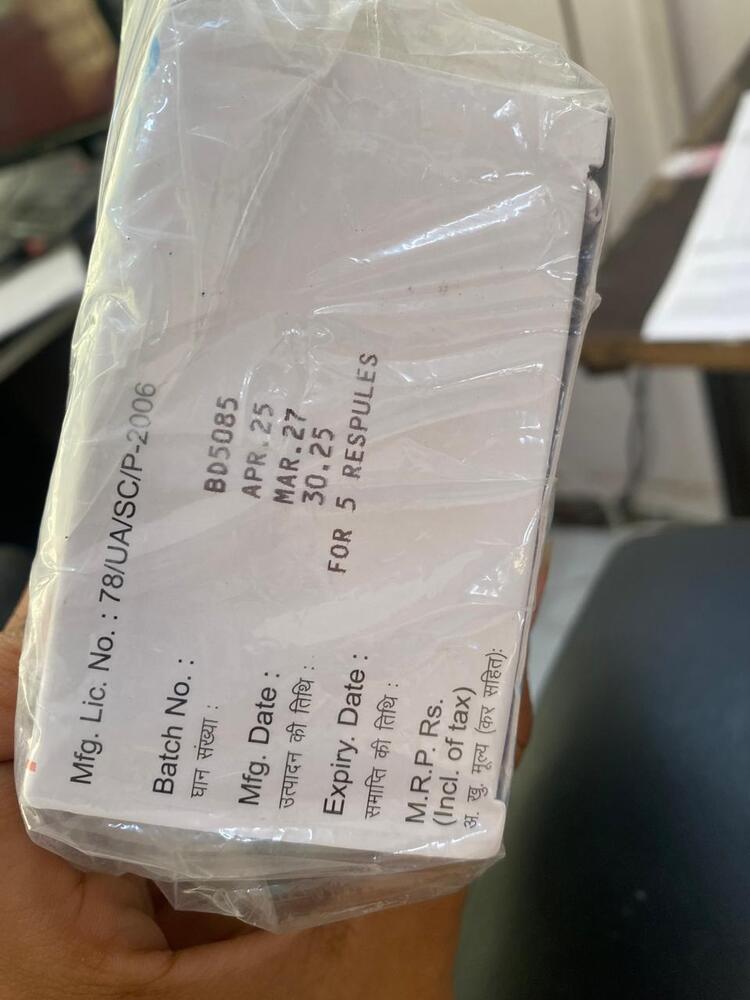 Mfg. Lic. No. : 78/UA/SC/P-2006
Batch No. :
घान संख्या :
BD5085
Mfg. Date :
उत्पादन की तिथि :
APR.25
Expiry. Date :
समाप्ति की तिथि :
MAR.27
M.R.P. Rs.
(Incl. of tax)
अ. खु. मूल्य (कर सहित):
30.25
FOR 5 RESPULES